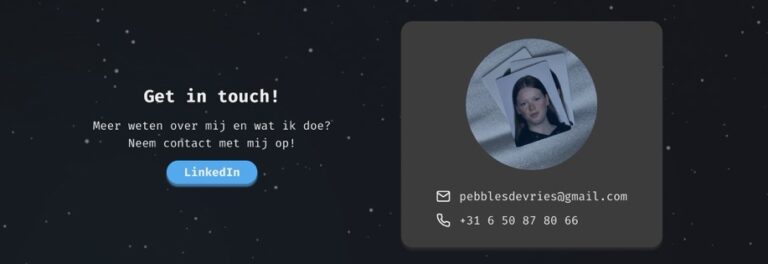 Get in touch!
Meer weten over mij en wat ik doe?
Neem contact met mij op!
LinkedIn
pebblesdevries@gmail.com
+31 6 50 87 80 66